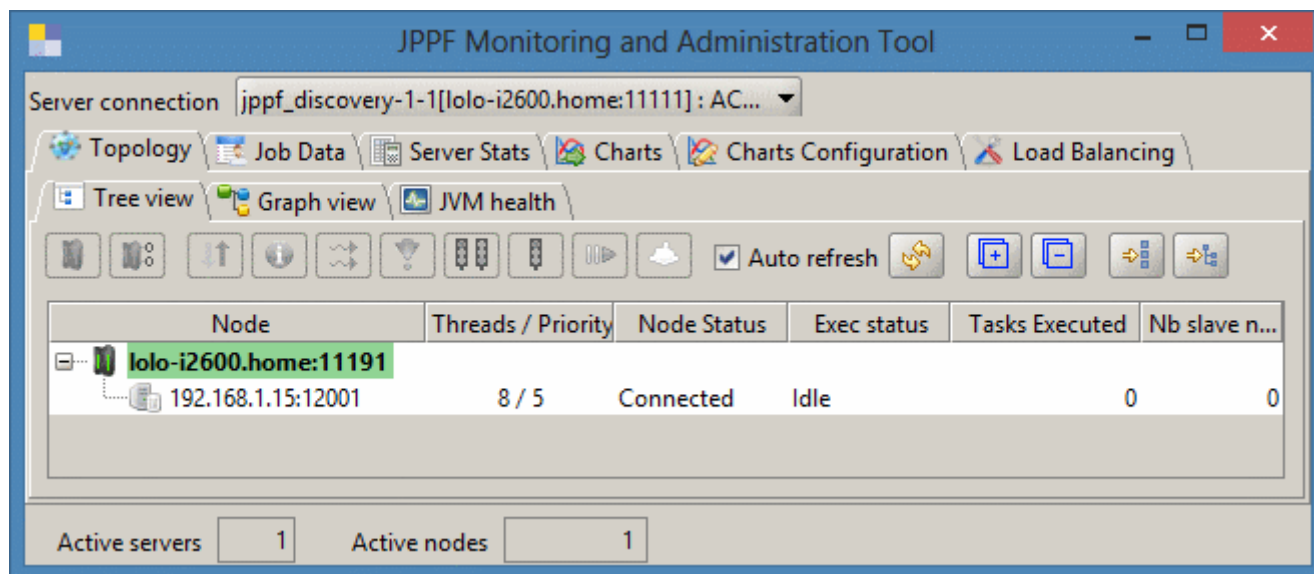 JPPF Monitoring and Administration Tool
Server connection jppf_discovery-1-1[lolo-i2600.home:11111] : AC...
Topology Job Data Server Stats Charts Charts Configuration Load Balancing
Tree view Graph view JVM health
Auto refresh
Node Threads / Priority Node Status Exec status Tasks Executed Nb slave n...
lolo-i2600.home:11191
192.168.1.15:12001 8 / 5 Connected Idle 0 0
Active servers 1 Active nodes 1